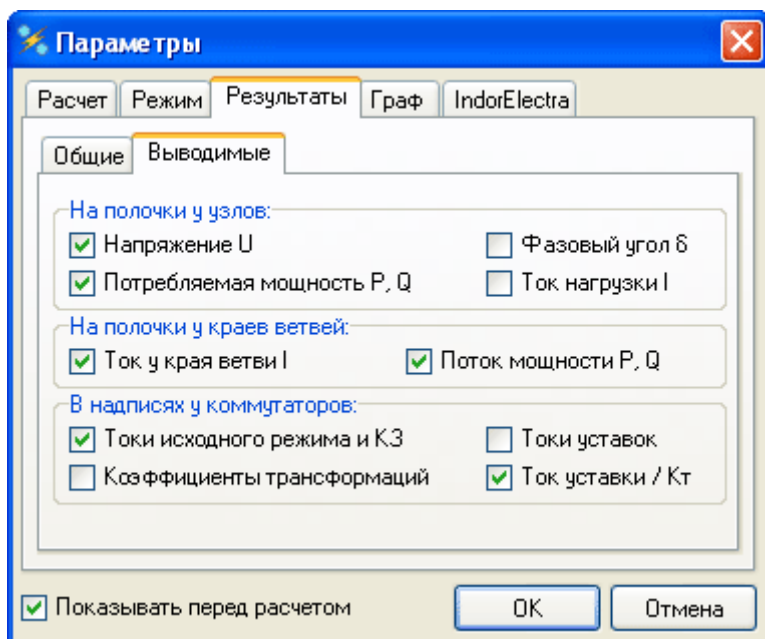 Параметры
Расчет Режим Результаты Граф IndorElectra
Общие Выводимые
На полочки у узлов:
Напряжение U Фазовый угол δ
Потребляемая мощность P, Q Ток нагрузки I
На полочки у краев ветвей:
Ток у края ветви I Поток мощности P, Q
В надписях у коммутаторов:
Токи исходного режима и КЗ Токи уставок
Коэффициенты трансформаций Ток уставки / Кт
Показывать перед расчетом OK Отмена